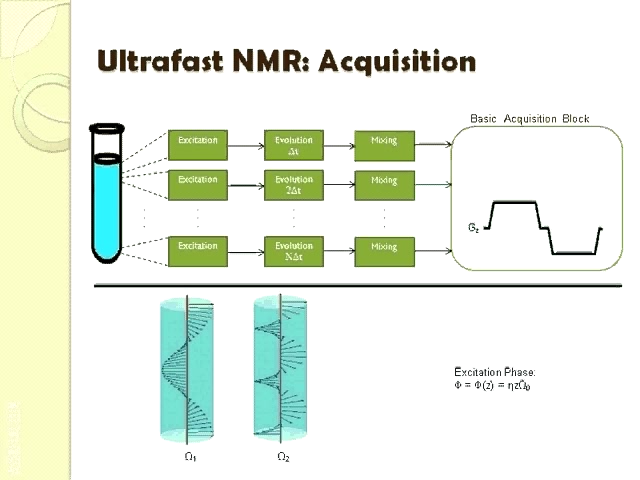 Ultrafast NMR: Acquisition
Basic Acquisition Block
Excitation
Evolution
Δt
Mixing
Excitation
Evolution
2Δt
Mixing
Excitation
Evolution
NΔt
Mixing
Gz
Excitation Phase:
Φ = Φ(z) = ηzΩ₀
Ω₁
Ω₂